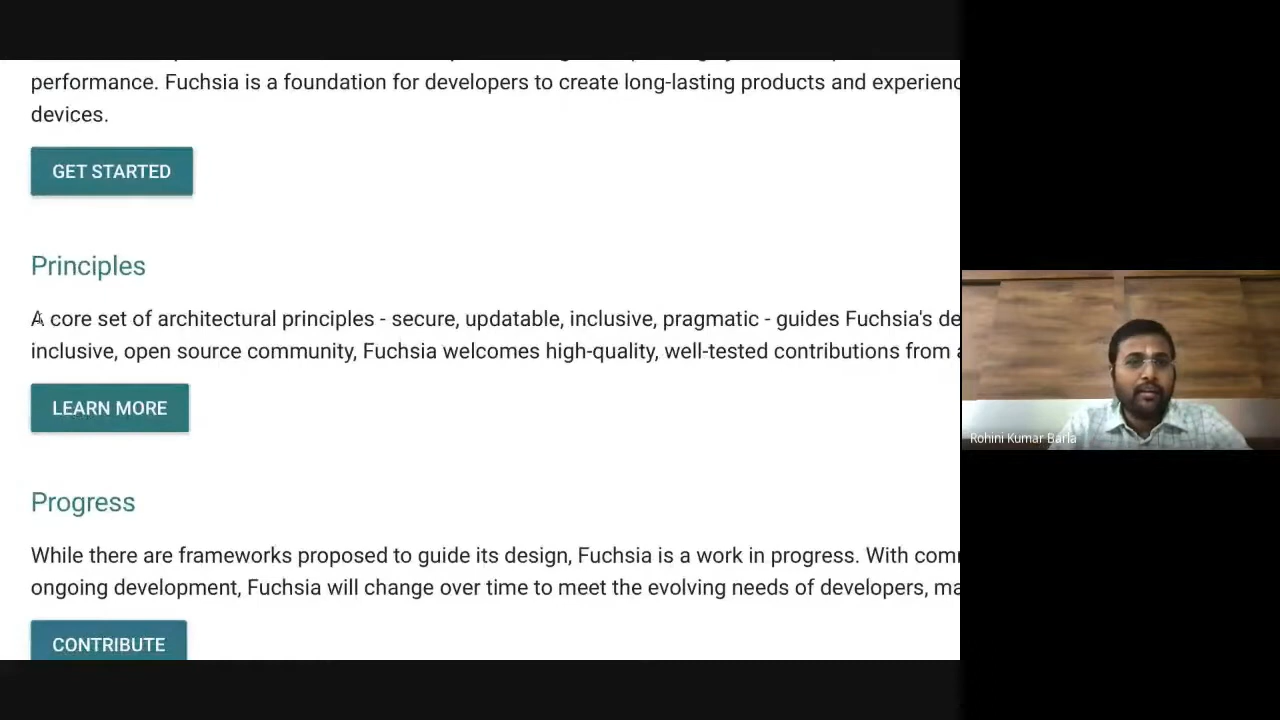 performance. Fuchsia is a foundation for developers to create long-lasting products and experienc
devices.
GET STARTED
Principles
A core set of architectural principles - secure, updatable, inclusive, pragmatic - guides Fuchsia's de
inclusive, open source community, Fuchsia welcomes high-quality, well-tested contributions from a
LEARN MORE
Progress
While there are frameworks proposed to guide its design, Fuchsia is a work in progress. With com
ongoing development, Fuchsia will change over time to meet the evolving needs of developers, ma
CONTRIBUTE
Rohini Kumar Barla